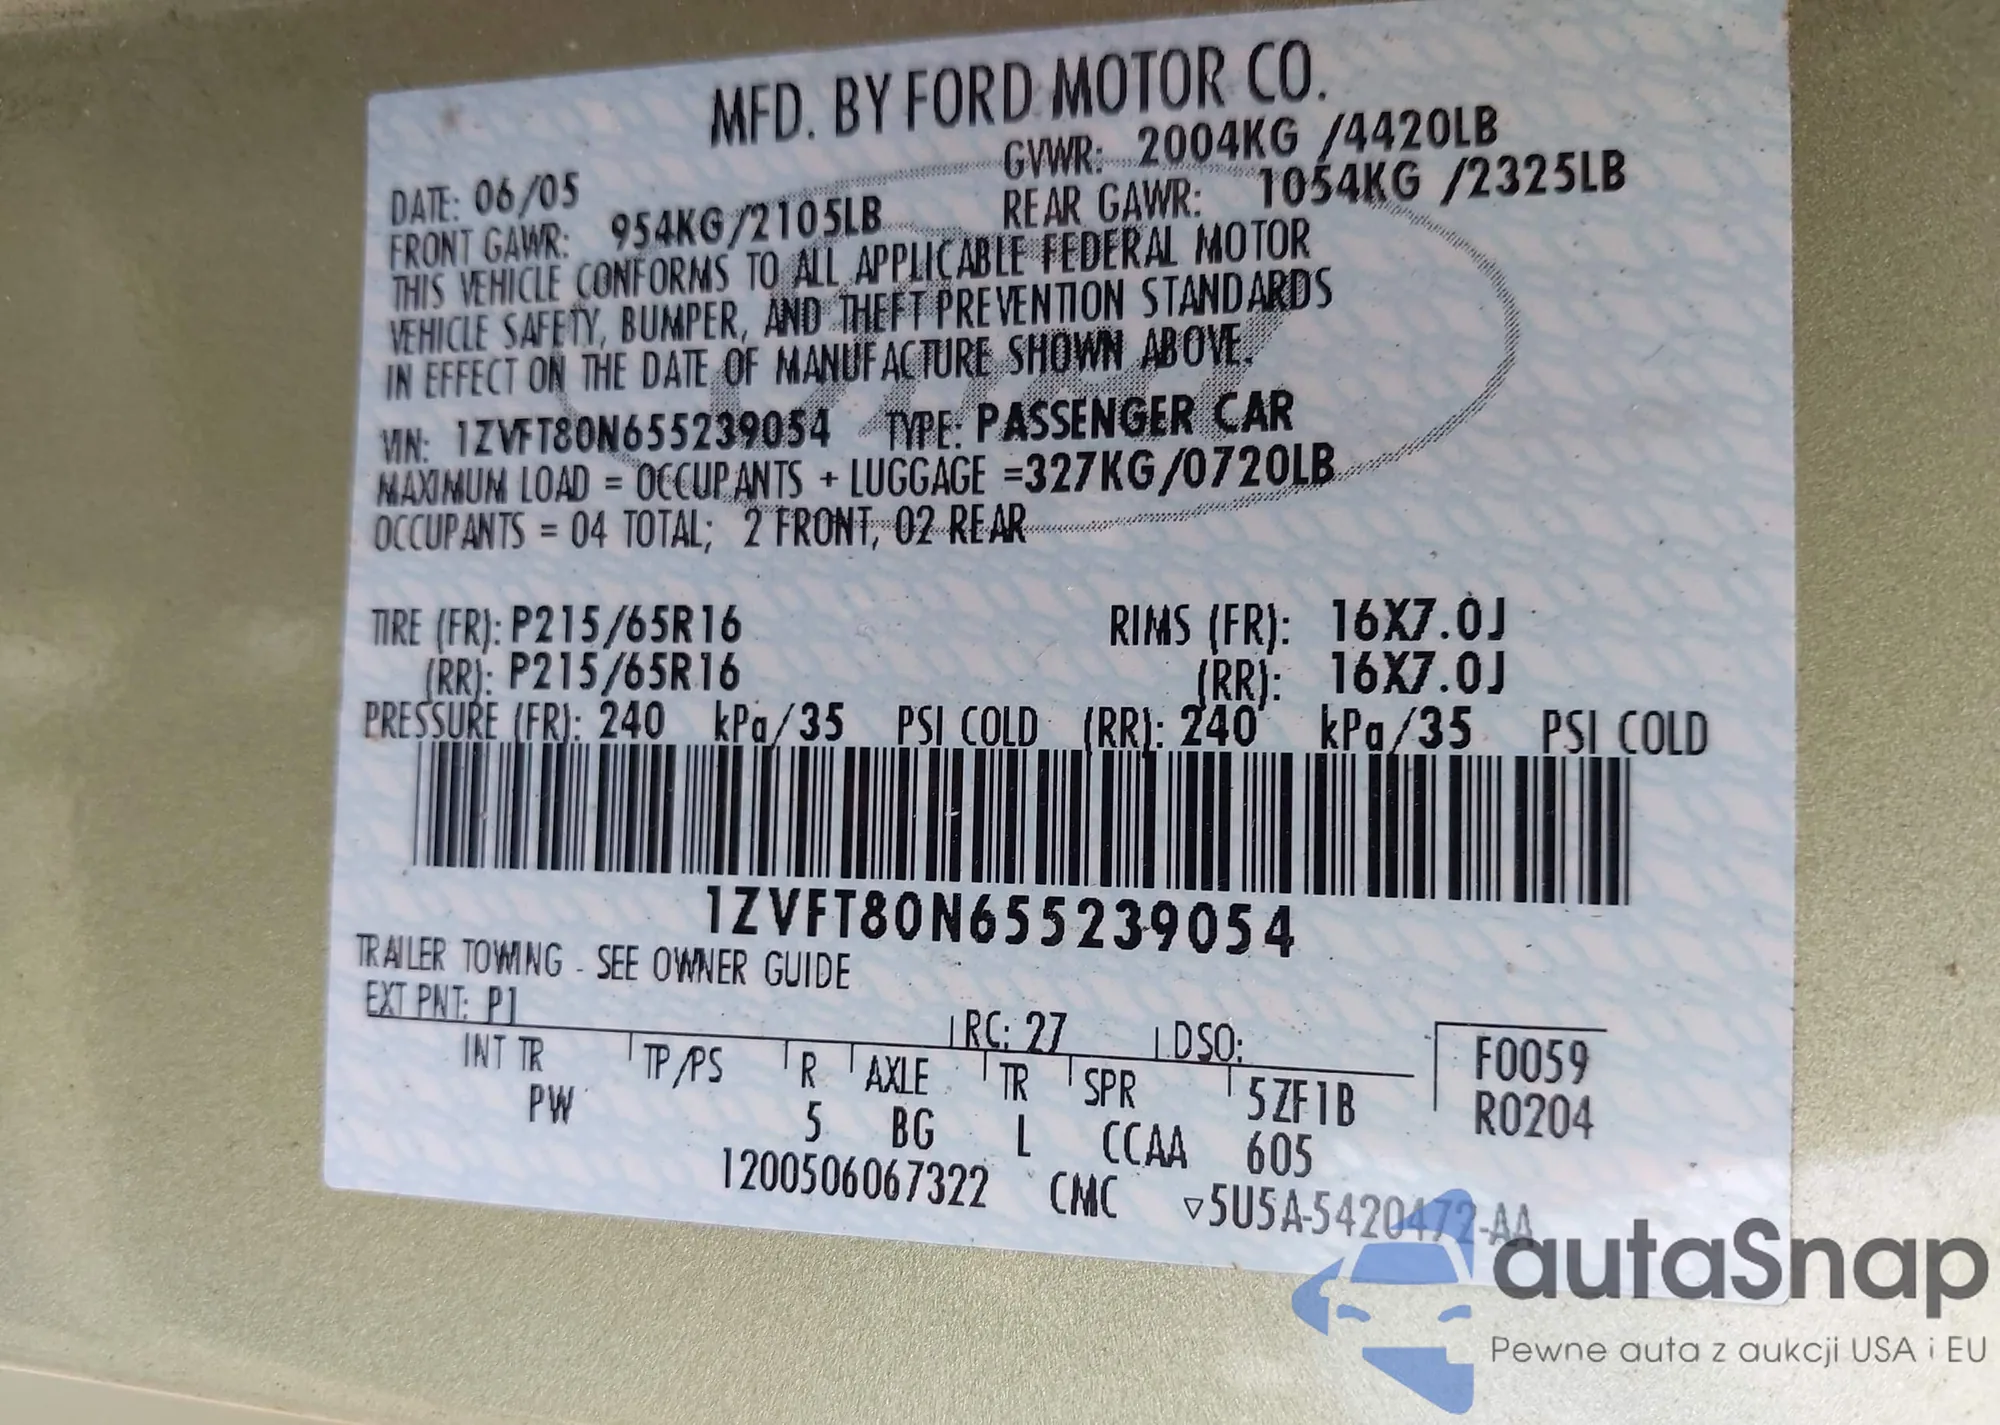 MFD. BY FORD MOTOR CO.
DATE: 06/05 GVWR: 2004KG /4420LB
FRONT GAWR: 954KG/2105LB REAR GAWR: 1054KG /2325LB
THIS VEHICLE CONFORMS TO ALL APPLICABLE FEDERAL MOTOR
VEHICLE SAFETY, BUMPER, AND THEFT PREVENTION STANDARDS
IN EFFECT ON THE DATE OF MANUFACTURE SHOWN ABOVE.
VIN: 1ZVFT80N655239054 TYPE: PASSENGER CAR
MAXIMUM LOAD = OCCUPANTS + LUGGAGE =327KG/0720LB
OCCUPANTS = 04 TOTAL; 2 FRONT, 02 REAR
TIRE (FR): P215/65R16 RIMS (FR): 16X7.0J
(RR): P215/65R16 (RR): 16X7.0J
PRESSURE (FR): 240 kPa/35 PSI COLD (RR): 240 kPa/35 PSI COLD
1ZVFT80N655239054
TRAILER TOWING - SEE OWNER GUIDE
EXT PNT: P1 RC: 27 DSO: F0059
INT TR TP/PS R AXLE TR SPR 5ZF1B R0204
PW 5 BG L CCAA 605
1200506067322 CMC ▽5U5A-5420472-AA
autaSnap
Pewne auta z aukcji USA i EU